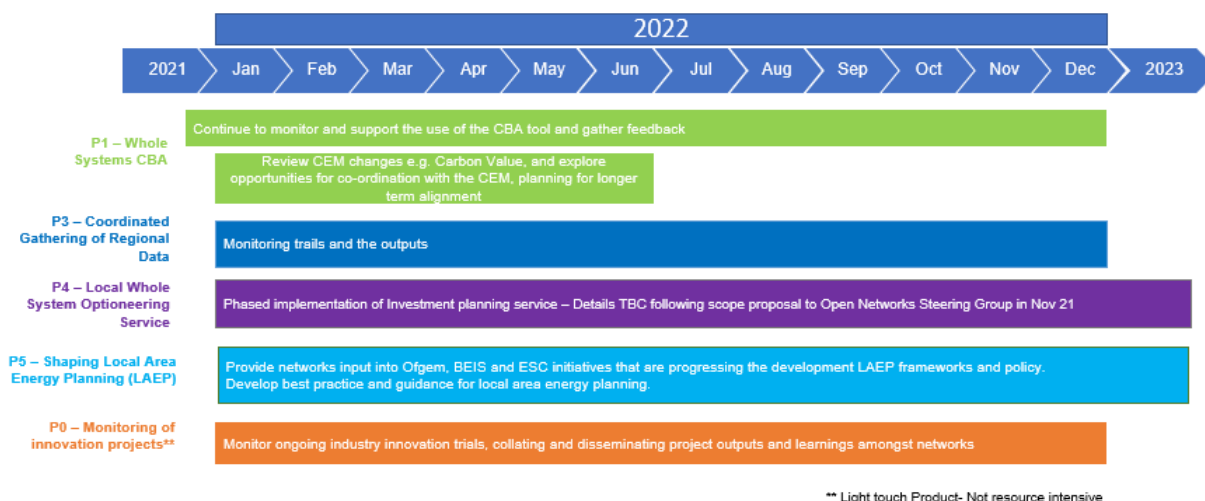 2022
2021 Jan Feb Mar Apr May Jun Jul Aug Sep Oct Nov Dec 2023
P1 – Whole
Systems CBA
Continue to monitor and support the use of the CBA tool and gather feedback
Review CEM changes e.g. Carbon Value, and explore
opportunities for co-ordination with the CEM, planning for longer
term alignment
P3 – Coordinated
Gathering of Regional
Data
Monitoring trails and the outputs
P4 – Local Whole
System Optioneering
Service
Phased implementation of Investment planning service – Details TBC following scope proposal to Open Networks Steering Group in Nov 21
P5 – Shaping Local Area
Energy Planning (LAEP)
Provide networks input into Ofgem, BEIS and ESC initiatives that are progressing the development LAEP frameworks and policy.
Develop best practice and guidance for local area energy planning.
P0 – Monitoring of
innovation projects**
Monitor ongoing industry innovation trials, collating and disseminating project outputs and learnings amongst networks
** Light touch Product- Not resource intensive